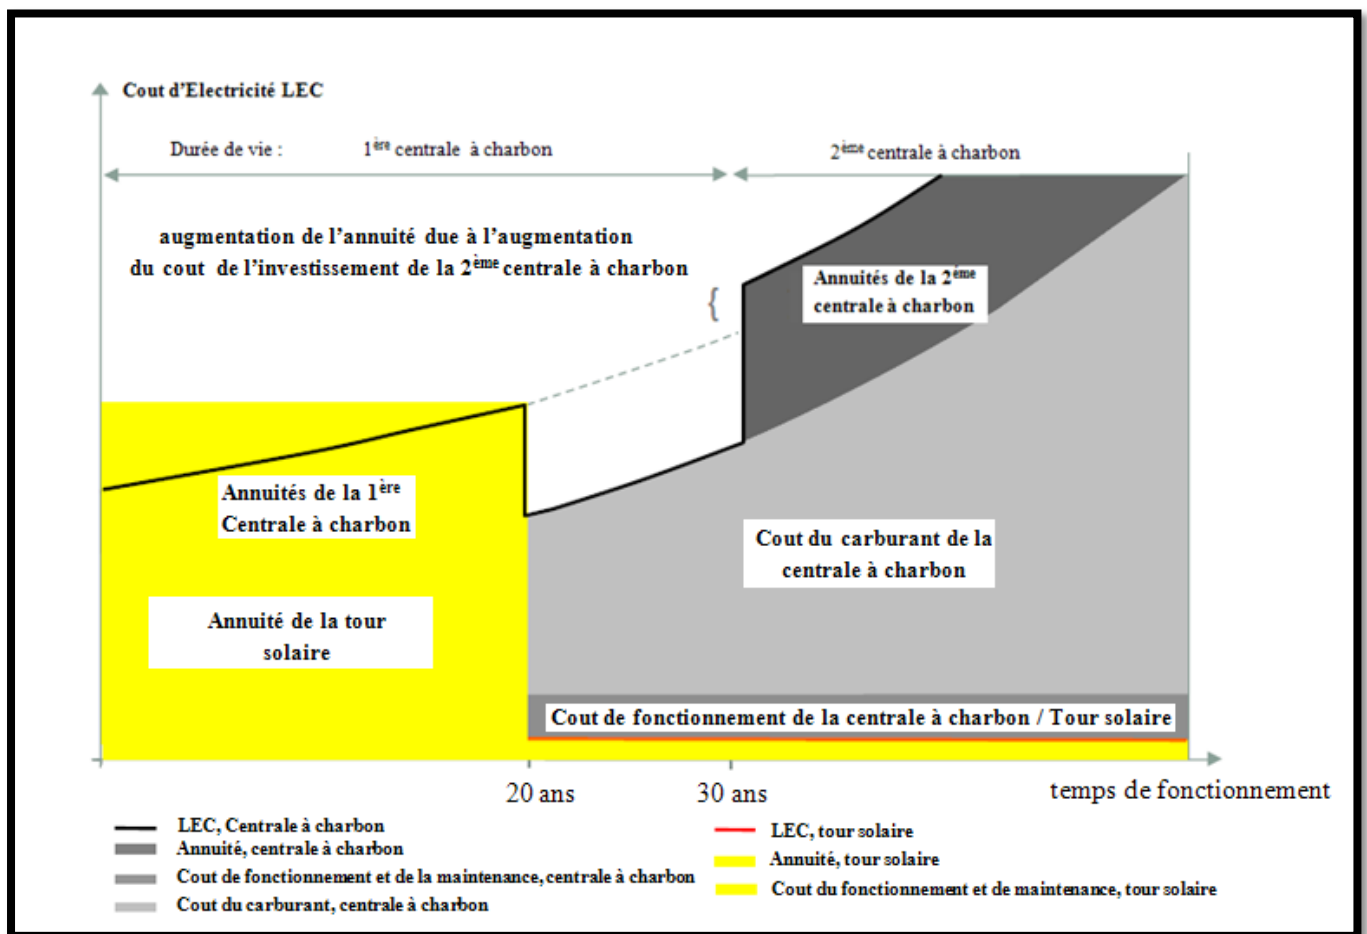 Cout d'Electricité LEC
Durée de vie : 1ère centrale à charbon
2ème centrale à charbon
augmentation de l'annuité due à l'augmentation
du cout de l'investissement de la 2ème centrale à charbon
{
Annuités de la 2ème
centrale à charbon
Annuités de la 1ère
Centrale à charbon
Cout du carburant de la
centrale à charbon
Annuité de la tour
solaire
Cout de fonctionnement de la centrale à charbon / Tour solaire
20 ans
30 ans
temps de fonctionnement
LEC, Centrale à charbon
Annuité, centrale à charbon
Cout de fonctionnement et de la maintenance, centrale à charbon
Cout du carburant, centrale à charbon
LEC, tour solaire
Annuité, tour solaire
Cout du fonctionnement et de maintenance, tour solaire